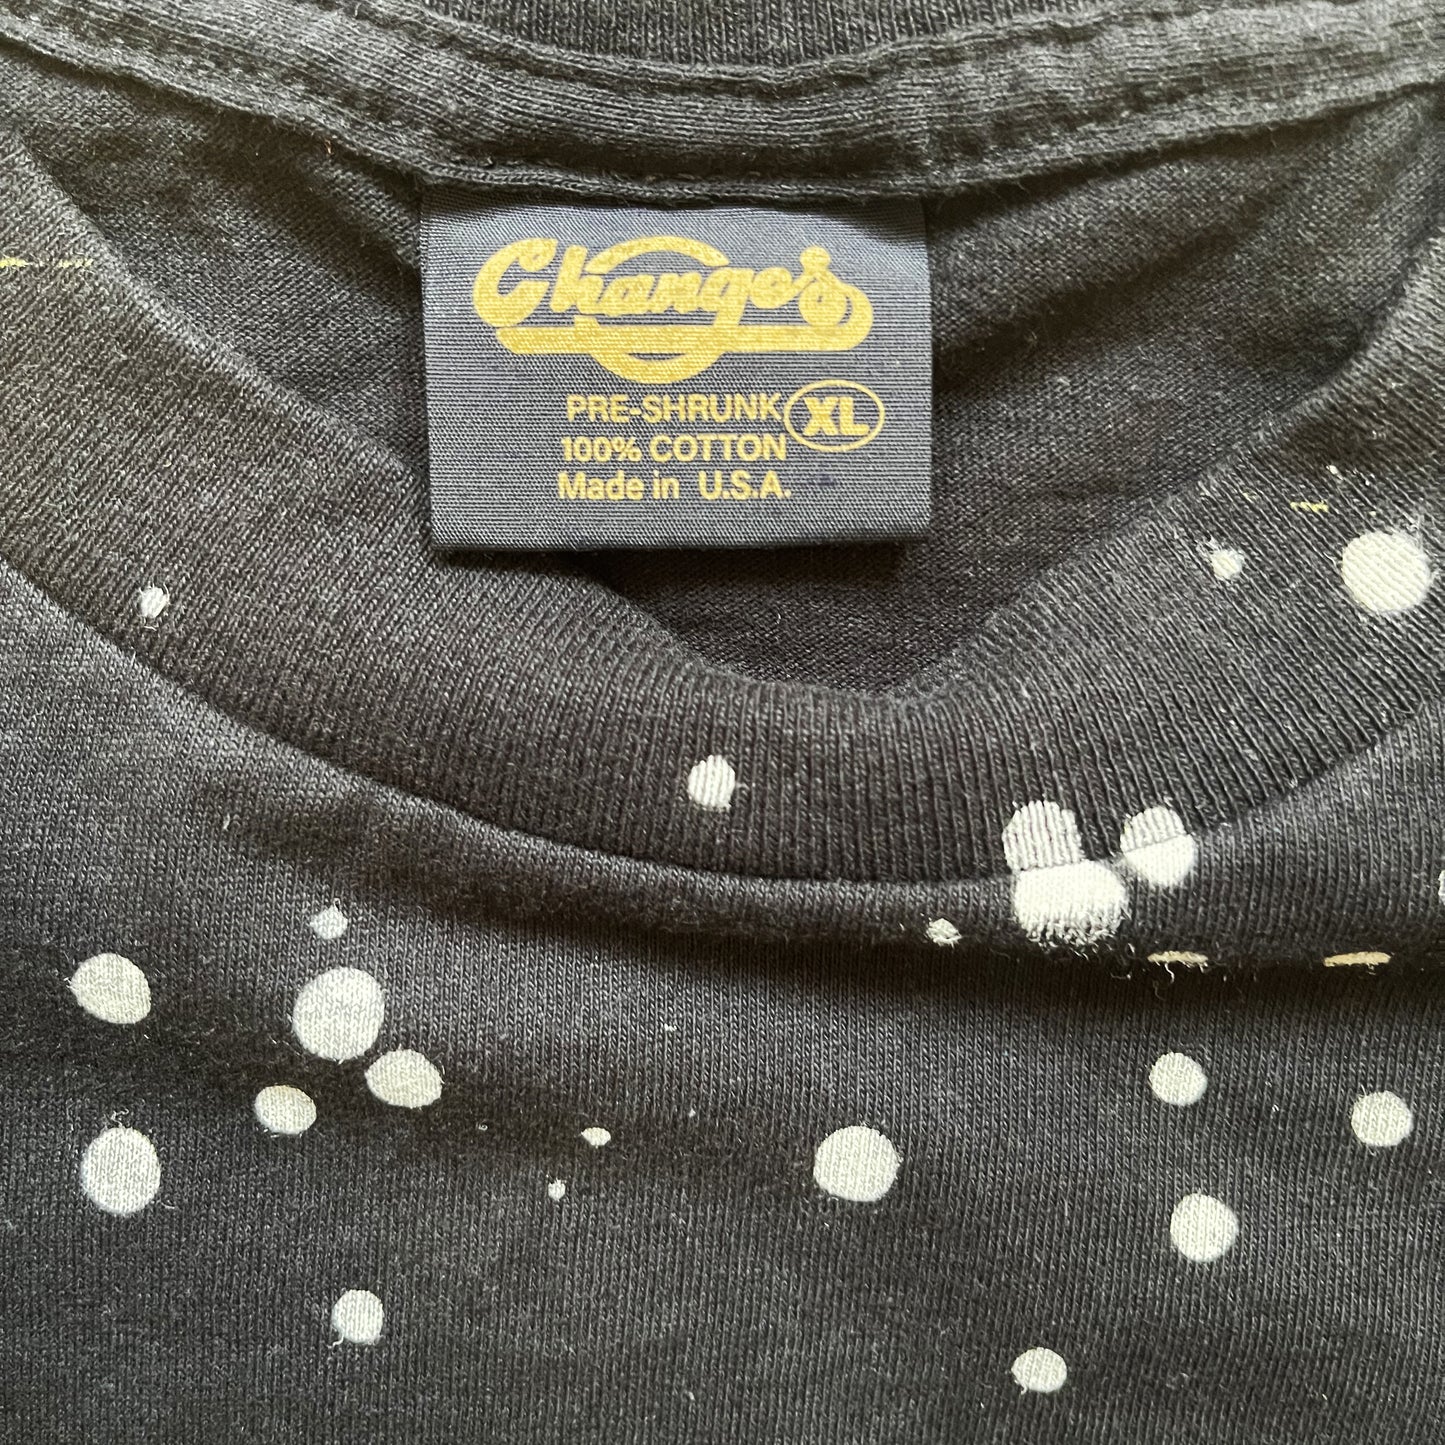 Changes
PRE-SHRUNK XL
100% COTTON
Made in U.S.A.